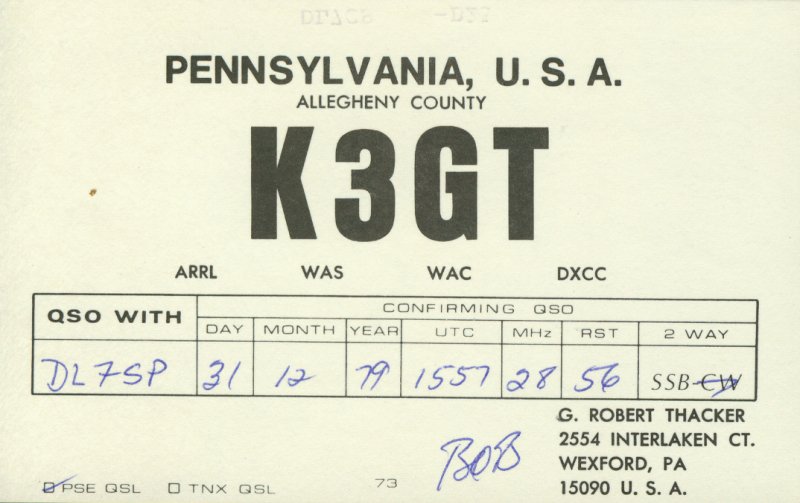 PENNSYLVANIA, U. S. A.
ALLEGHENY COUNTY
K3GT
ARRL WAS WAC DXCC
QSO WITH CONFIRMING QSO
DAY MONTH YEAR UTC MHz RST 2 WAY
DL7SP 31 12 79 1557 28 56 SSB CW
G. ROBERT THACKER
2554 INTERLAKEN CT.
WEXFORD, PA
15090 U. S. A.
BOB
PSE QSL TNX QSL 73